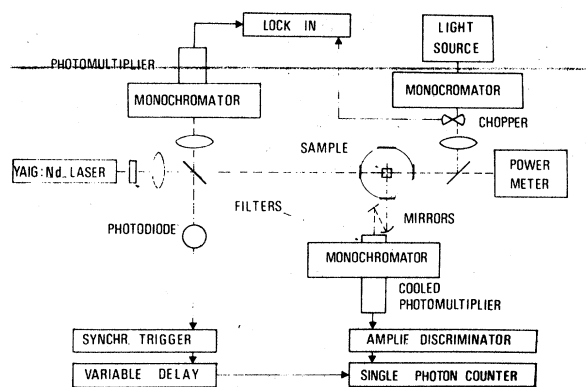 LOCK IN
LIGHT
SOURCE
PHOTOMULTIPLIER
MONOCHROMATOR
MONOCROMATOR
CHOPPER
SAMPLE
YAIG:Nd LASER
POWER
METER
PHOTODIODE
FILTERS
MIRRORS
MONOCHROMATOR
COOLED
PHOTOMULTIPLIER
SYNCHR. TRIGGER
AMPLIE DISCRIMINATOR
VARIABLE DELAY
SINGLE PHOTON COUNTER